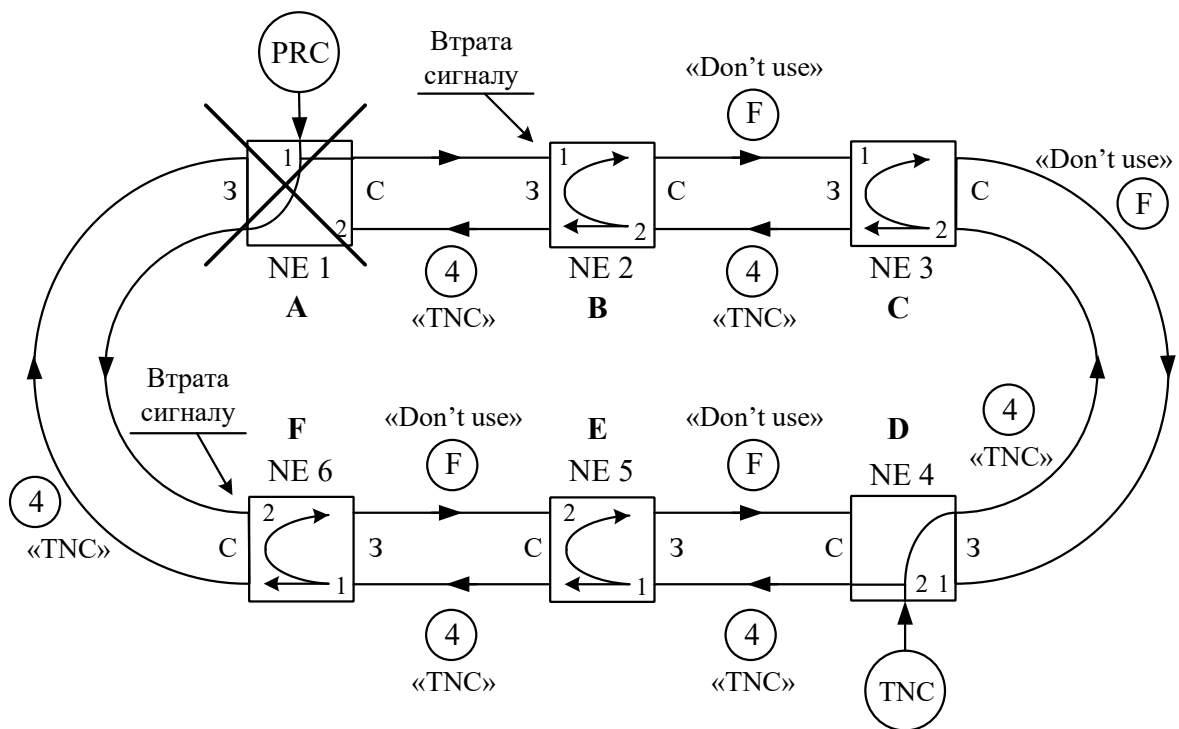 PRC
Втрата
сигналу
«Don't use»
F
«Don't use»
F
1
З
С
2
1
З
С
2
1
З
С
2
NE 1
4
NE 2
4
NE 3
A
«TNC»
B
«TNC»
C
Втрата
сигналу
F
«Don't use»
E
«Don't use»
D
4
NE 6
F
NE 5
F
NE 4
«TNC»
4
«TNC»
2
С
З
1
2
С
З
1
С
З
2 1
4
4
«TNC»
«TNC»
TNC